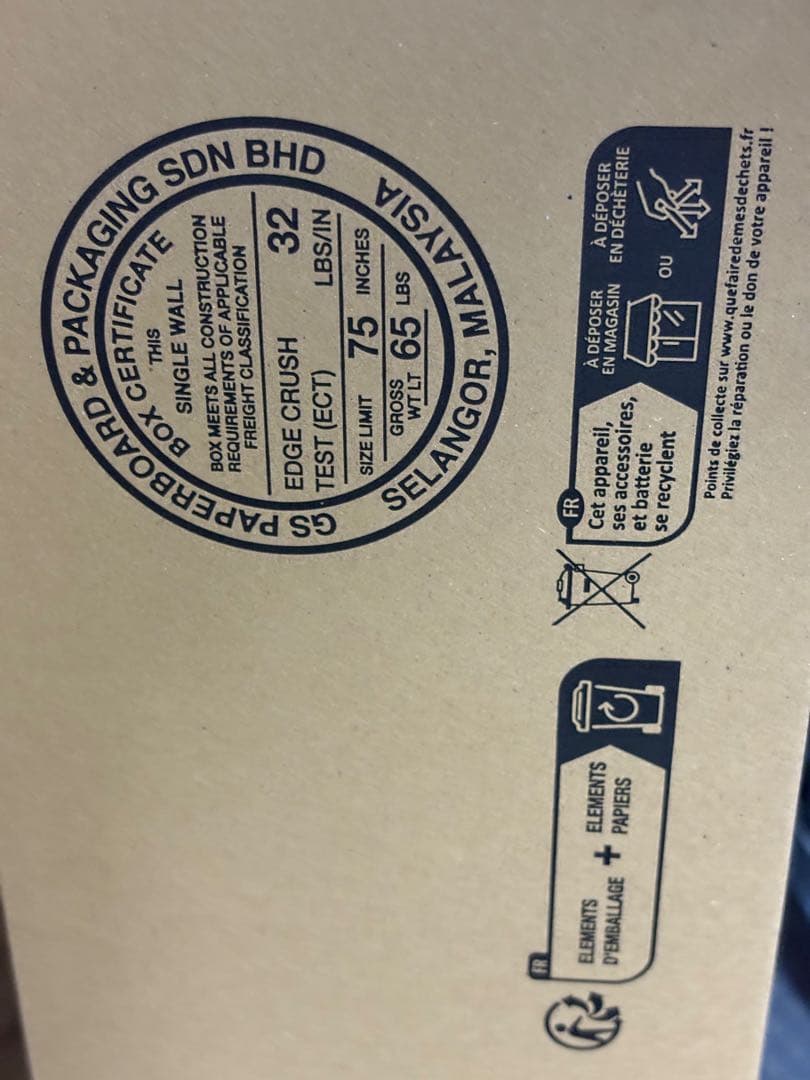 GS PAPERBOARD & PACKAGING SDN BHD
BOX CERTIFICATE
THIS
SINGLE WALL
BOX MEETS ALL CONSTRUCTION
REQUIREMENTS OF APPLICABLE
FREIGHT CLASSIFICATION
EDGE CRUSH 32
TEST (ECT) LBS/IN
SIZE LIMIT 75 INCHES
GROSS
WT LT 65 LBS
SELANGOR, MALAYSIA
FR
ELEMENTS
D'EMBALLAGE
+
ELEMENTS
PAPIERS
FR
Cet appareil,
ses accessoires,
et batterie
se recyclent
À DÉPOSER
EN MAGASIN
OU
À DÉPOSER
EN DÉCHÈTERIE
Points de collecte sur www.quefairedemesdechets.fr
Privilégiez la réparation ou le don de votre appareil !